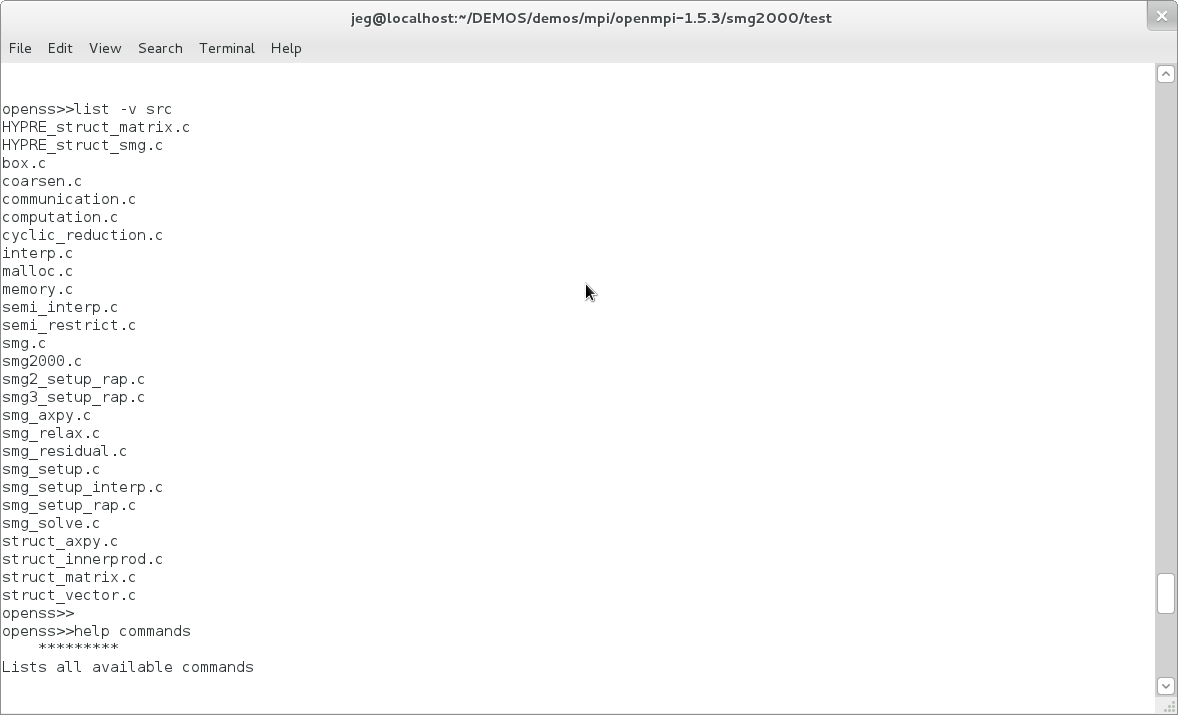 jeg@localhost:~/DEMOS/demos/mpi/openmpi-1.5.3/smg2000/test
File Edit View Search Terminal Help
openss>>list -v src
HYPRE_struct_matrix.c
HYPRE_struct_smg.c
box.c
coarsen.c
communication.c
computation.c
cyclic_reduction.c
interp.c
malloc.c
memory.c
semi_interp.c
semi_restrict.c
smg.c
smg2000.c
smg2_setup_rap.c
smg3_setup_rap.c
smg_axpy.c
smg_relax.c
smg_residual.c
smg_setup.c
smg_setup_interp.c
smg_setup_rap.c
smg_solve.c
struct_axpy.c
struct_innerprod.c
struct_matrix.c
struct_vector.c
openss>>
openss>>help commands
*********
Lists all available commands